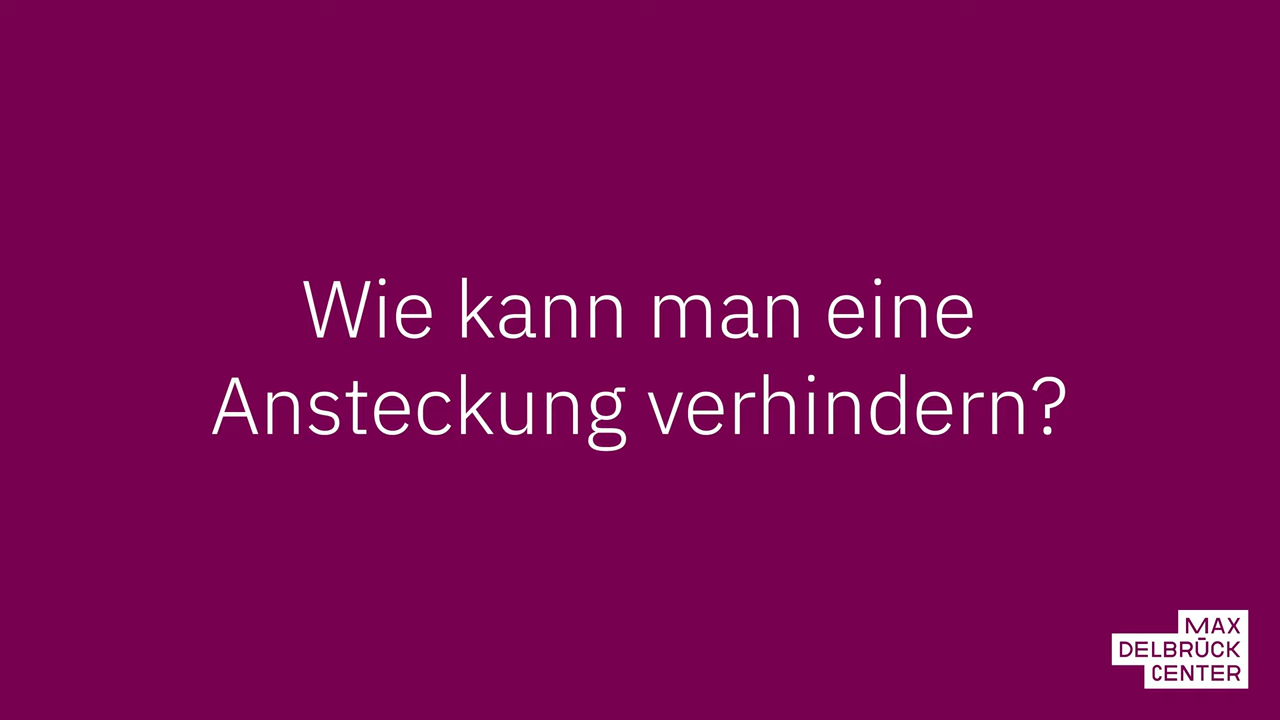 Wie kann man eine
Ansteckung verhindern?
MAX
DELBRÜCK
CENTER